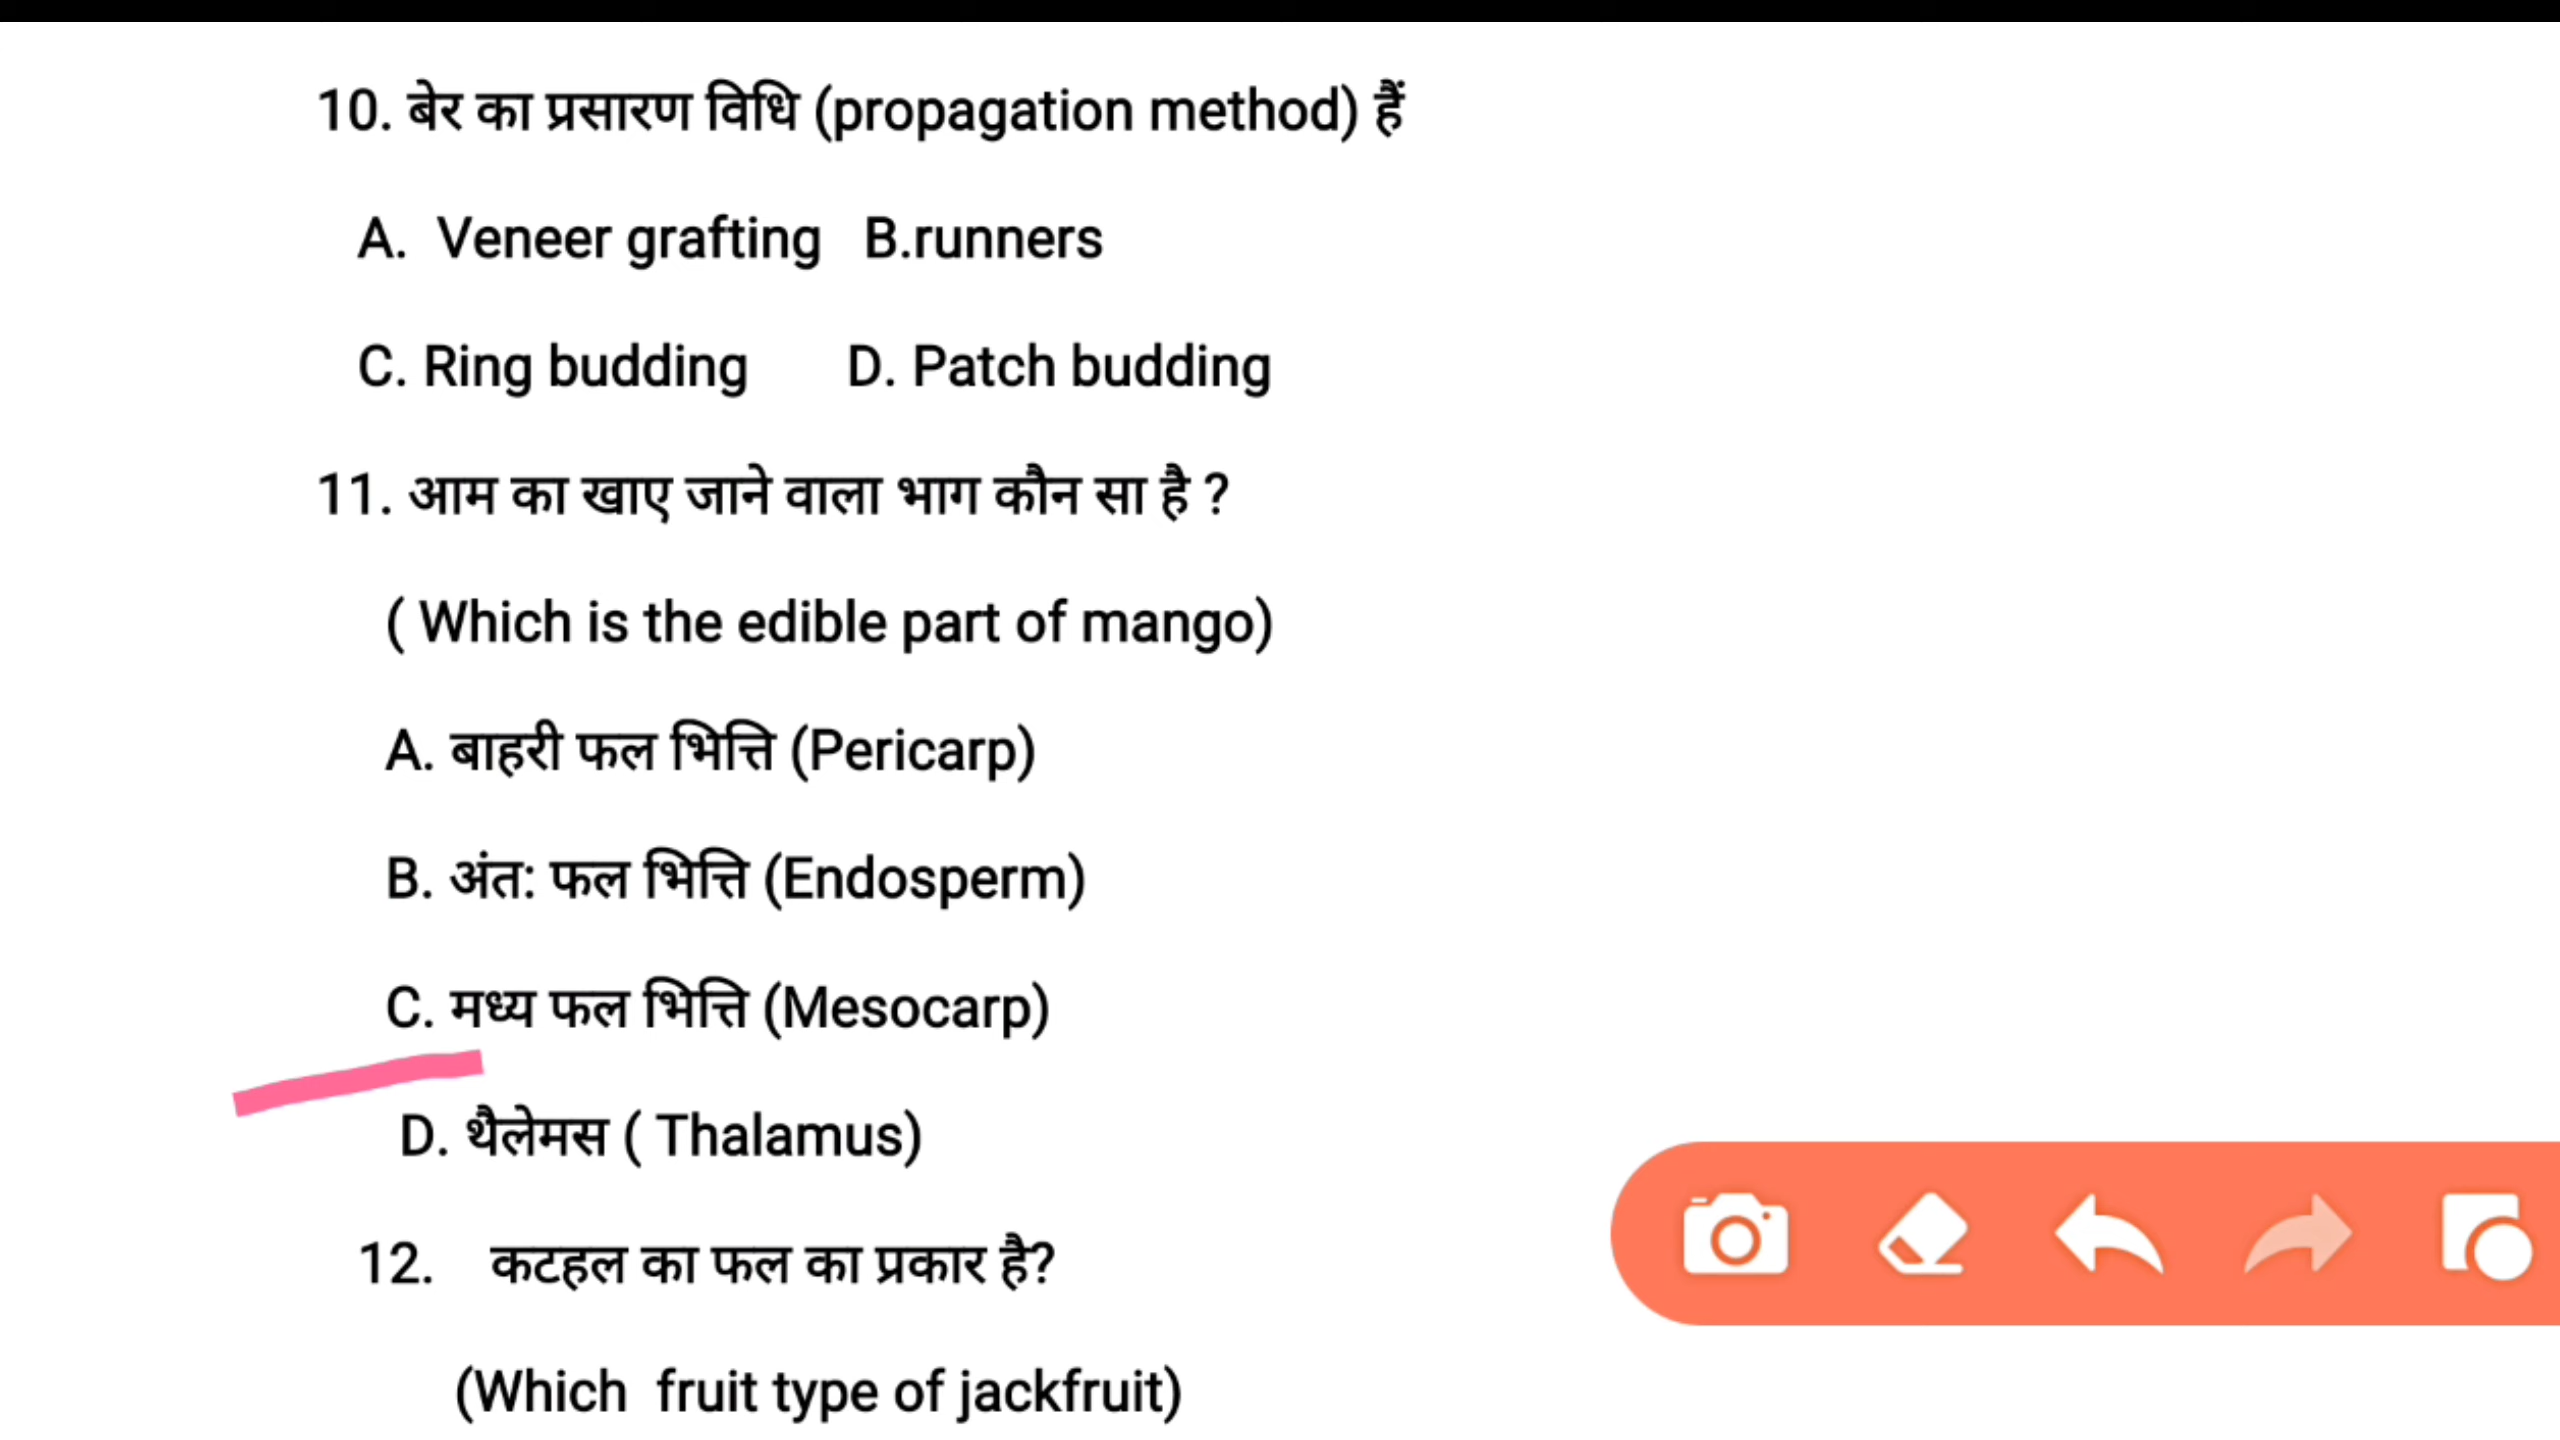 10. बेर का प्रसारण विधि (propagation method) हैं
A. Veneer grafting B.runners
C. Ring budding D. Patch budding
11. आम का खाए जाने वाला भाग कौन सा है ?
( Which is the edible part of mango)
A. बाहरी फल भित्ति (Pericarp)
B. अंत: फल भित्ति (Endosperm)
C. मध्य फल भित्ति (Mesocarp)
D. थैलेमस ( Thalamus)
12. कटहल का फल का प्रकार है?
(Which fruit type of jackfruit)